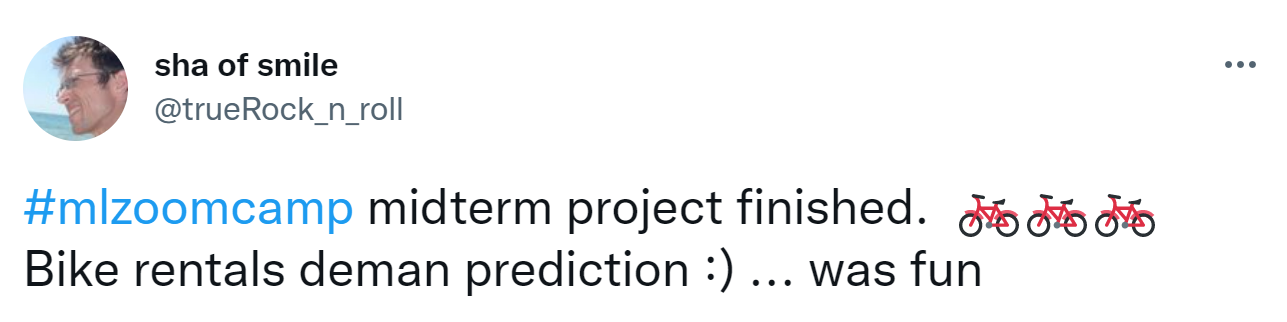 sha of smile
@trueRock_n_roll
#mlzoomcamp midterm project finished. 🚲🚲🚲
Bike rentals deman prediction :) ... was fun